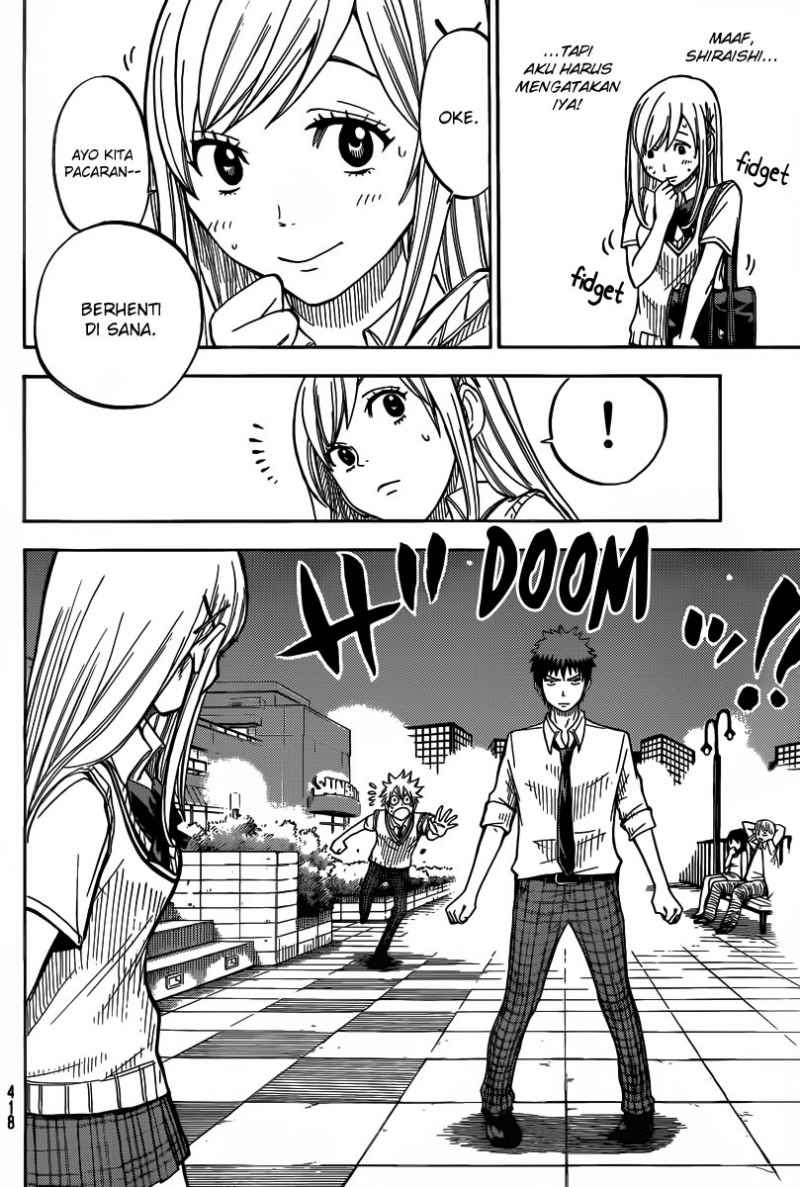 MAAF,
SHIRAISHI...
...TAPI
AKU HARUS
MENGATAKAN
IYA!
fidget
fidget
OKE.
AYO KITA
PACARAN--
BERHENTI
DI SANA.
!
DOOM
!!
418